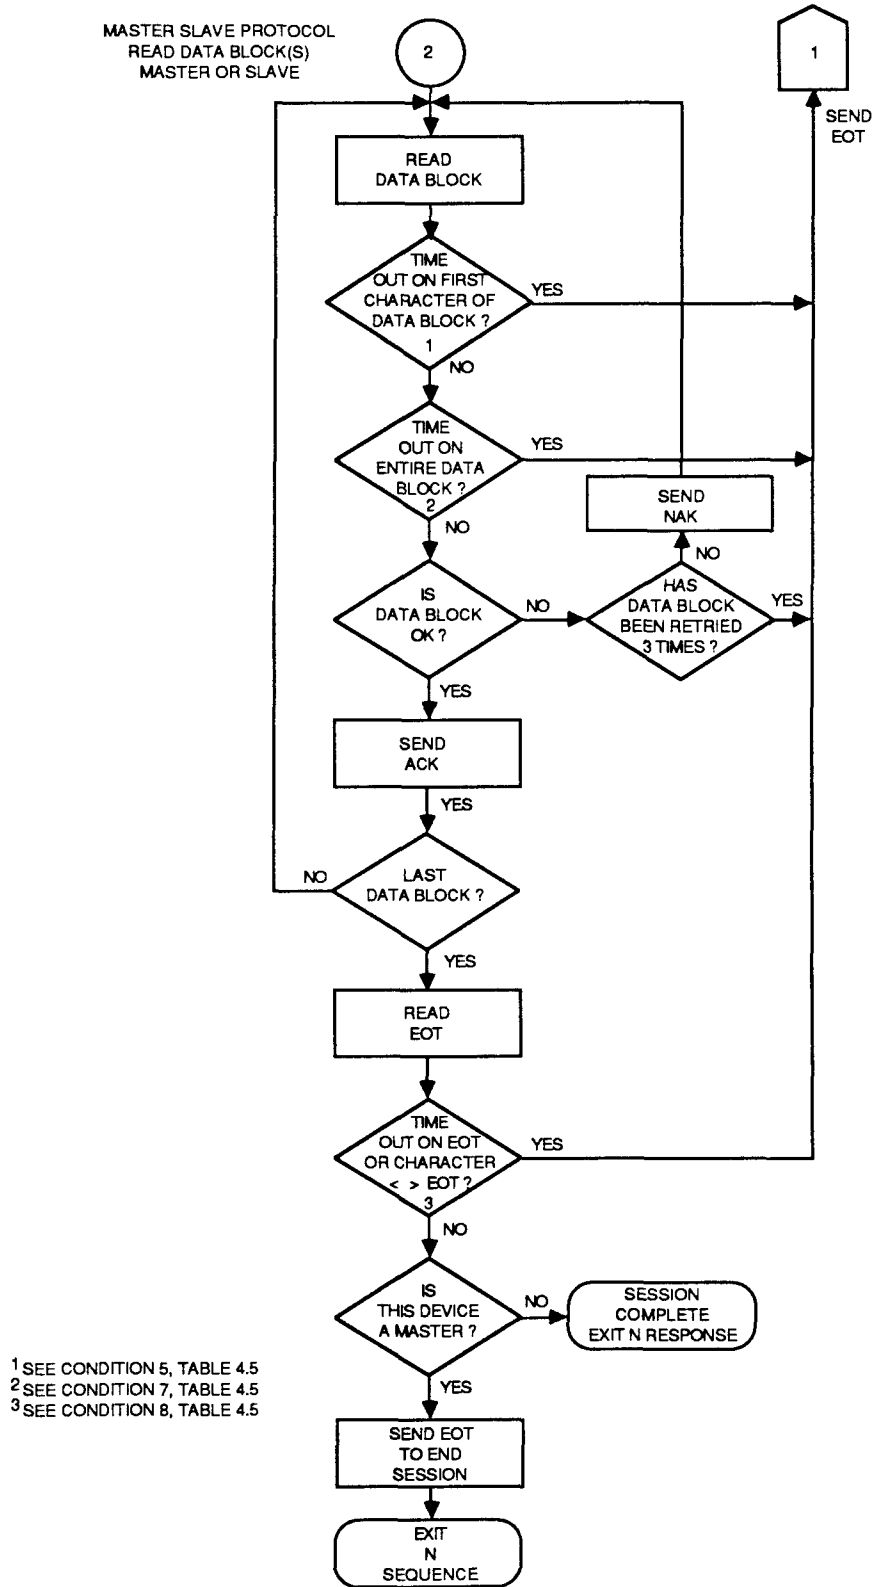 MASTER SLAVE PROTOCOL
READ DATA BLOCK(S)
MASTER OR SLAVE
2
1
SEND
EOT
READ
DATA BLOCK
TIME
OUT ON FIRST
CHARACTER OF
DATA BLOCK ?
1
YES
NO
TIME
OUT ON
ENTIRE DATA
BLOCK ?
2
YES
NO
SEND
NAK
NO
IS
DATA BLOCK
OK ?
NO
HAS
DATA BLOCK
BEEN RETRIED
3 TIMES ?
YES
YES
SEND
ACK
YES
LAST
DATA BLOCK ?
NO
YES
READ
EOT
TIME
OUT ON EOT
OR CHARACTER
< > EOT ?
3
YES
NO
IS
THIS DEVICE
A MASTER ?
NO
SESSION
COMPLETE
EXIT N RESPONSE
YES
1 SEE CONDITION 5, TABLE 4.5
2 SEE CONDITION 7, TABLE 4.5
3 SEE CONDITION 8, TABLE 4.5
SEND EOT
TO END
SESSION
EXIT
N
SEQUENCE